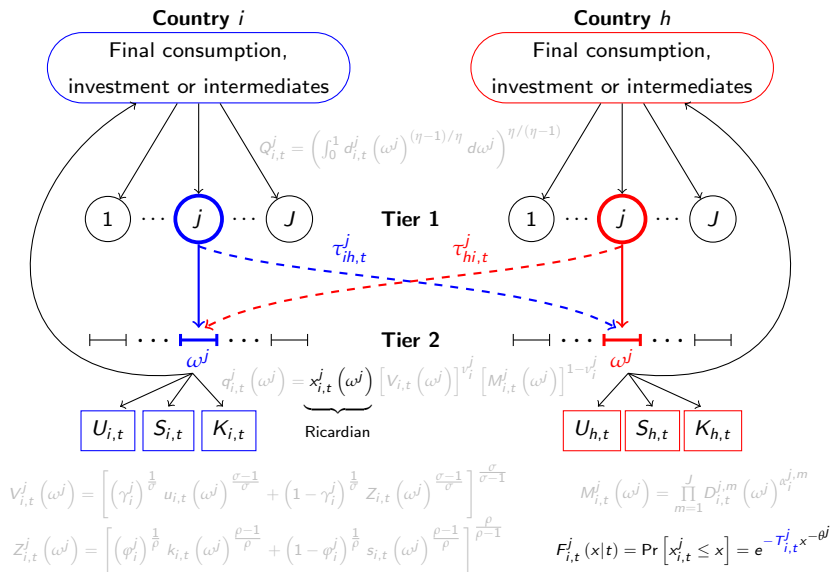 Country i Country h
Final consumption, Final consumption,
investment or intermediates investment or intermediates
Q^j_{i,t} = ( ∫_0^1 d^j_{i,t} (ω^j)^{(η−1)/η} dω^j )^{η/(η−1)}
1 ··· j ··· J Tier 1 1 ··· j ··· J
τ^j_{ih,t} τ^j_{hi,t}
··· ··· Tier 2 ··· ···
ω^j ω^j
q^j_{i,t} (ω^j) = x^j_{i,t} (ω^j) [V_{i,t} (ω^j)]^{ν^j_i} [M^j_{i,t} (ω^j)]^{1−ν^j_i}
U_{i,t} S_{i,t} K_{i,t} Ricardian U_{h,t} S_{h,t} K_{h,t}
V^j_{i,t} (ω^j) = [ (γ^j_i)^{1/σ} u_{i,t} (ω^j)^{(σ−1)/σ} + (1 − γ^j_i)^{1/σ} Z_{i,t} (ω^j)^{(σ−1)/σ} ]^{σ/(σ−1)} M^j_{i,t} (ω^j) = ∏_{m=1}^J D^{j,m}_{i,t} (ω^j)^{α^{j,m}_i}
Z^j_{i,t} (ω^j) = [ (φ^j_i)^{1/ρ} k_{i,t} (ω^j)^{(ρ−1)/ρ} + (1 − φ^j_i)^{1/ρ} s_{i,t} (ω^j)^{(ρ−1)/ρ} ]^{ρ/(ρ−1)} F^j_{i,t} (x|t) = Pr [x^j_{i,t} ≤ x] = e^{−T^j_{i,t} x^{−θ^j}}